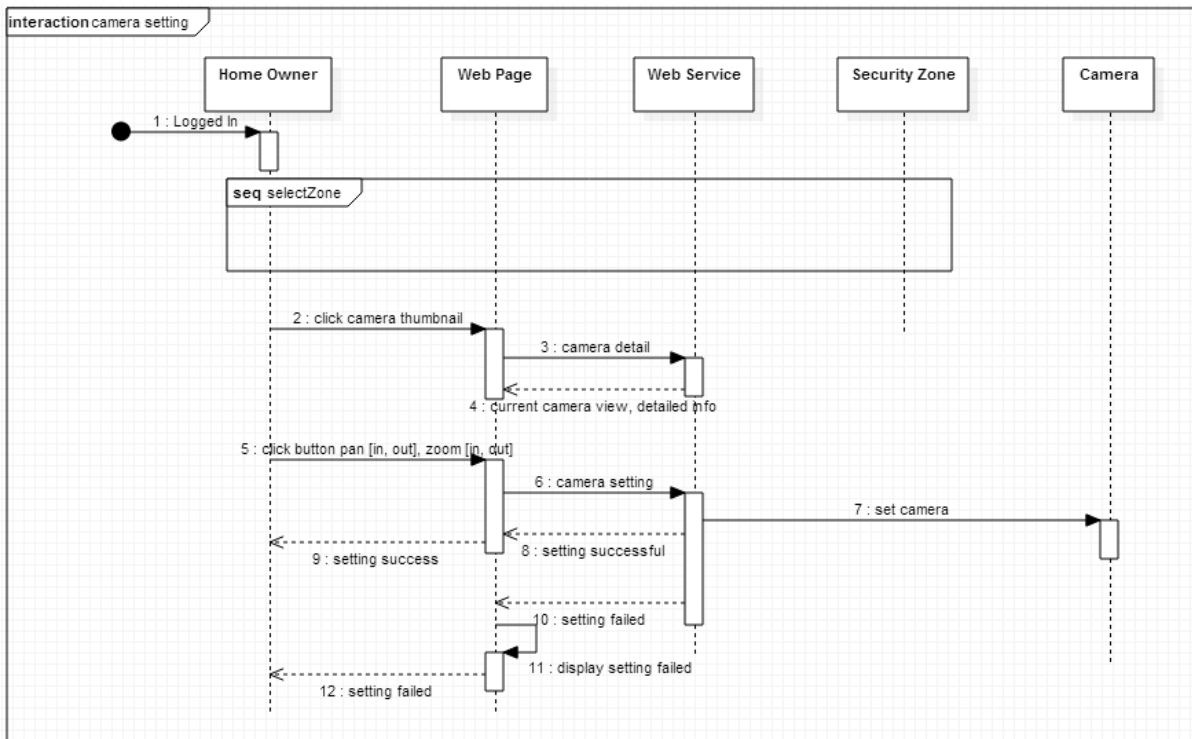 interaction camera setting
Home Owner
Web Page
Web Service
Security Zone
Camera
1 : Logged In
seq selectZone
2 : click camera thumbnail
3 : camera detail
4 : current camera view, detailed info
5 : click button pan [in, out], zoom [in, out]
6 : camera setting
7 : set camera
8 : setting successful
9 : setting success
10 : setting failed
11 : display setting failed
12 : setting failed